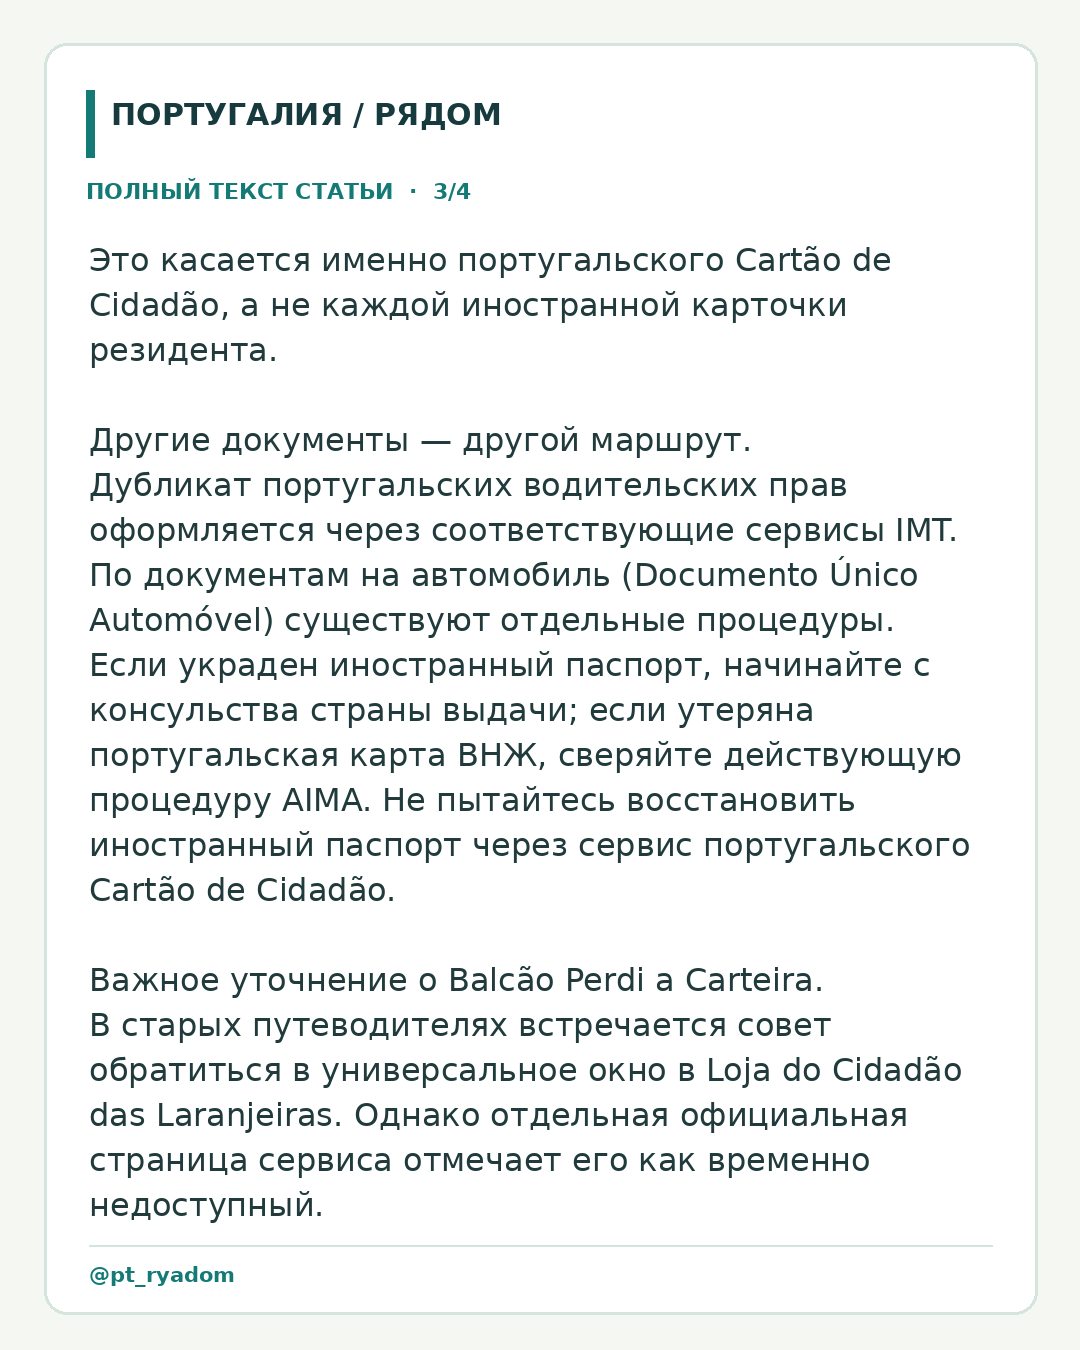 ПОРТУГАЛИЯ / РЯДОМ
ПОЛНЫЙ ТЕКСТ СТАТЬИ · 3/4
Это касается именно португальского Cartão de
Cidadão, а не каждой иностранной карточки
резидента.
Другие документы — другой маршрут.
Дубликат португальских водительских прав
оформляется через соответствующие сервисы IMT.
По документам на автомобиль (Documento Único
Automóvel) существуют отдельные процедуры.
Если украден иностранный паспорт, начинайте с
консульства страны выдачи; если утеряна
португальская карта ВНЖ, сверяйте действующую
процедуру AIMA. Не пытайтесь восстановить
иностранный паспорт через сервис португальского
Cartão de Cidadão.
Важное уточнение о Balcão Perdi a Carteira.
В старых путеводителях встречается совет
обратиться в универсальное окно в Loja do Cidadão
das Laranjeiras. Однако отдельная официальная
страница сервиса отмечает его как временно
недоступный.
@pt_ryadom